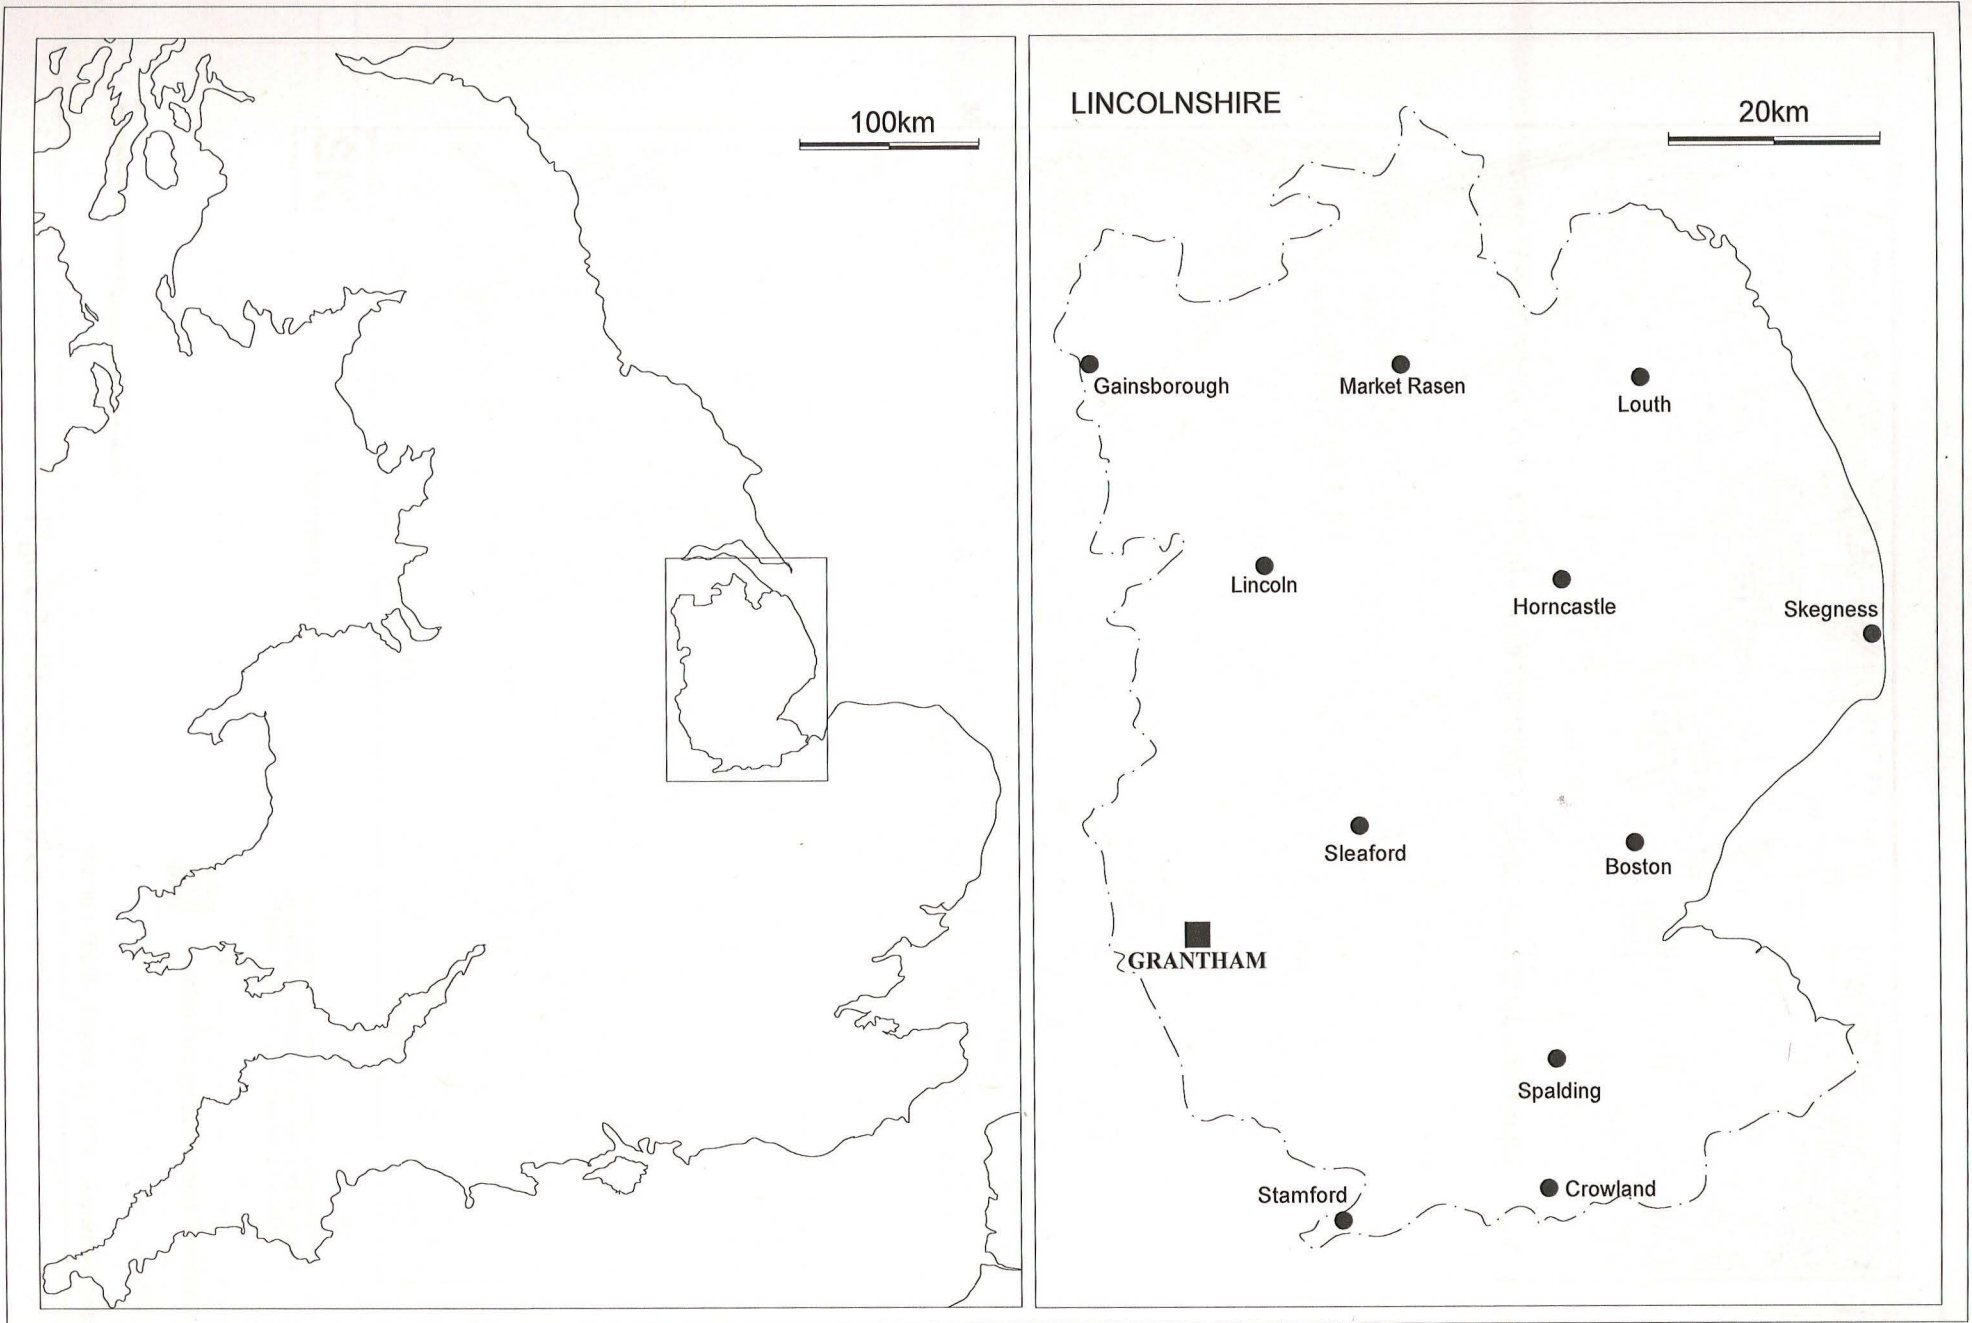 100km
LINCOLNSHIRE
20km
Gainsborough
Market Rasen
Louth
Lincoln
Horncastle
Skegness
Sleaford
Boston
GRANTHAM
Spalding
Stamford
Crowland